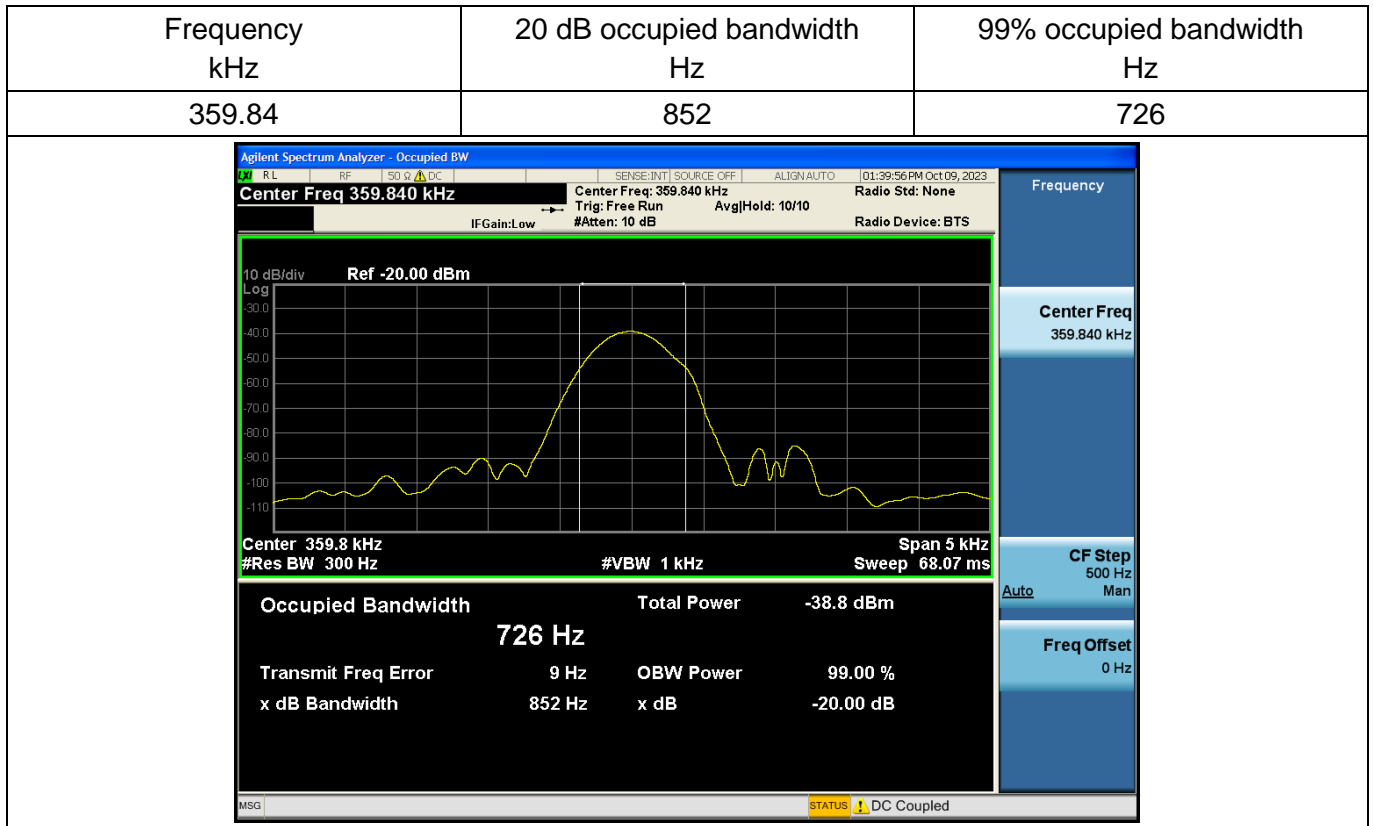 Frequency 20 dB occupied bandwidth 99% occupied bandwidth
kHz Hz Hz
359.84 852 726
Agilent Spectrum Analyzer - Occupied BW
LXI RL RF 50 Ω DC SENSE:INT SOURCE OFF ALIGN AUTO 01:39:56 PM Oct 09, 2023
Center Freq 359.840 kHz Center Freq: 359.840 kHz Radio Std: None Frequency
Trig: Free Run Avg|Hold: 10/10
IFGain:Low #Atten: 10 dB Radio Device: BTS
10 dB/div Ref -20.00 dBm
Log
-30.0
-40.0
-50.0
-60.0
-70.0
-80.0
-90.0
-100
-110
Center 359.8 kHz Span 5 kHz
#Res BW 300 Hz #VBW 1 kHz Sweep 68.07 ms
Occupied Bandwidth Total Power -38.8 dBm
726 Hz
Transmit Freq Error 9 Hz OBW Power 99.00 %
x dB Bandwidth 852 Hz x dB -20.00 dB
Center Freq
359.840 kHz
CF Step
500 Hz
Auto Man
Freq Offset
0 Hz
MSG STATUS DC Coupled